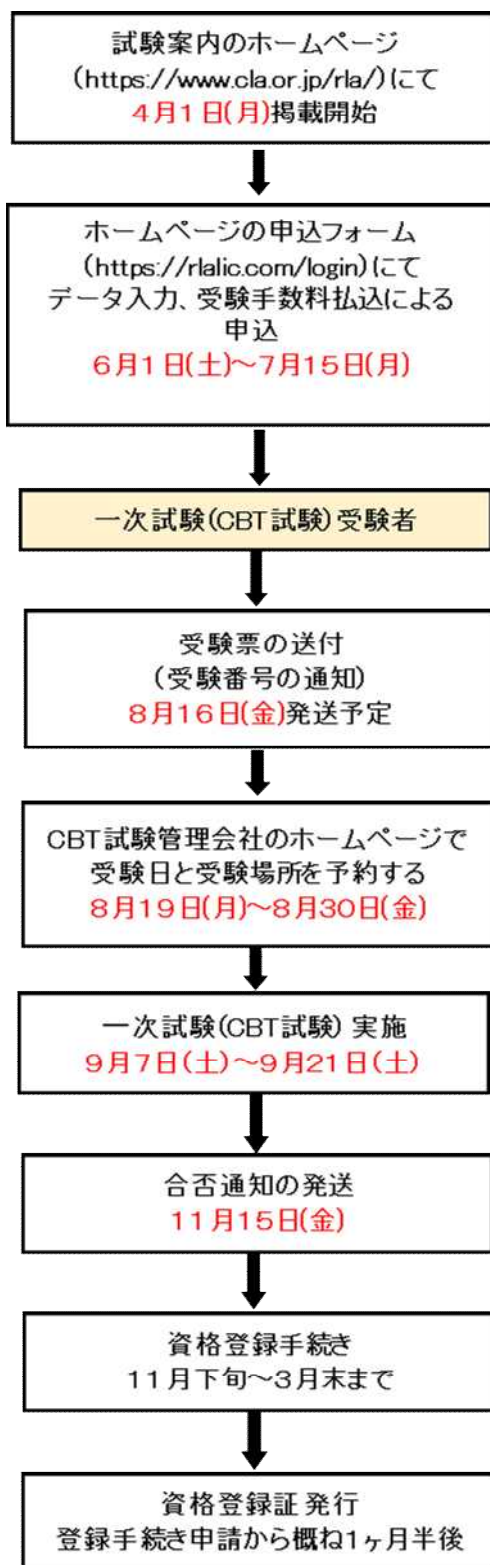 試験案内のホームページ
(https://www.cla.or.jp/rla/)にて
4月1日(月)掲載開始
ホームページの申込フォーム
(https://rlalic.com/login)にて
データ入力、受験手数料払込による
申込
6月1日(土)～7月15日(月)
一次試験(CBT試験)受験者
受験票の送付
(受験番号の通知)
8月16日(金)発送予定
CBT試験管理会社のホームページで
受験日と受験場所を予約する
8月19日(月)～8月30日(金)
一次試験(CBT試験) 実施
9月7日(土)～9月21日(土)
合否通知の発送
11月15日(金)
資格登録手続き
11月下旬～3月末まで
資格登録証発行
登録手続き申請から概ね1ヶ月半後